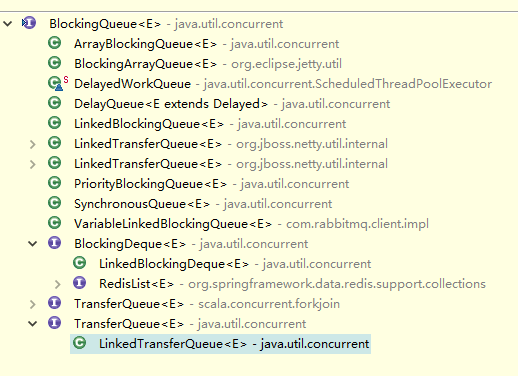 BlockingQueue<E> - java.util.concurrent
ArrayBlockingQueue<E> - java.util.concurrent
BlockingArrayQueue<E> - org.eclipse.jetty.util
DelayedWorkQueue - java.util.concurrent.ScheduledThreadPoolExecutor
DelayQueue<E extends Delayed> - java.util.concurrent
LinkedBlockingQueue<E> - java.util.concurrent
LinkedTransferQueue<E> - org.jboss.netty.util.internal
LinkedTransferQueue<E> - org.jboss.netty.util.internal
PriorityBlockingQueue<E> - java.util.concurrent
SynchronousQueue<E> - java.util.concurrent
VariableLinkedBlockingQueue<E> - com.rabbitmq.client.impl
BlockingDeque<E> - java.util.concurrent
LinkedBlockingDeque<E> - java.util.concurrent
RedisList<E> - org.springframework.data.redis.support.collections
TransferQueue<E> - scala.concurrent.forkjoin
TransferQueue<E> - java.util.concurrent
LinkedTransferQueue<E> - java.util.concurrent